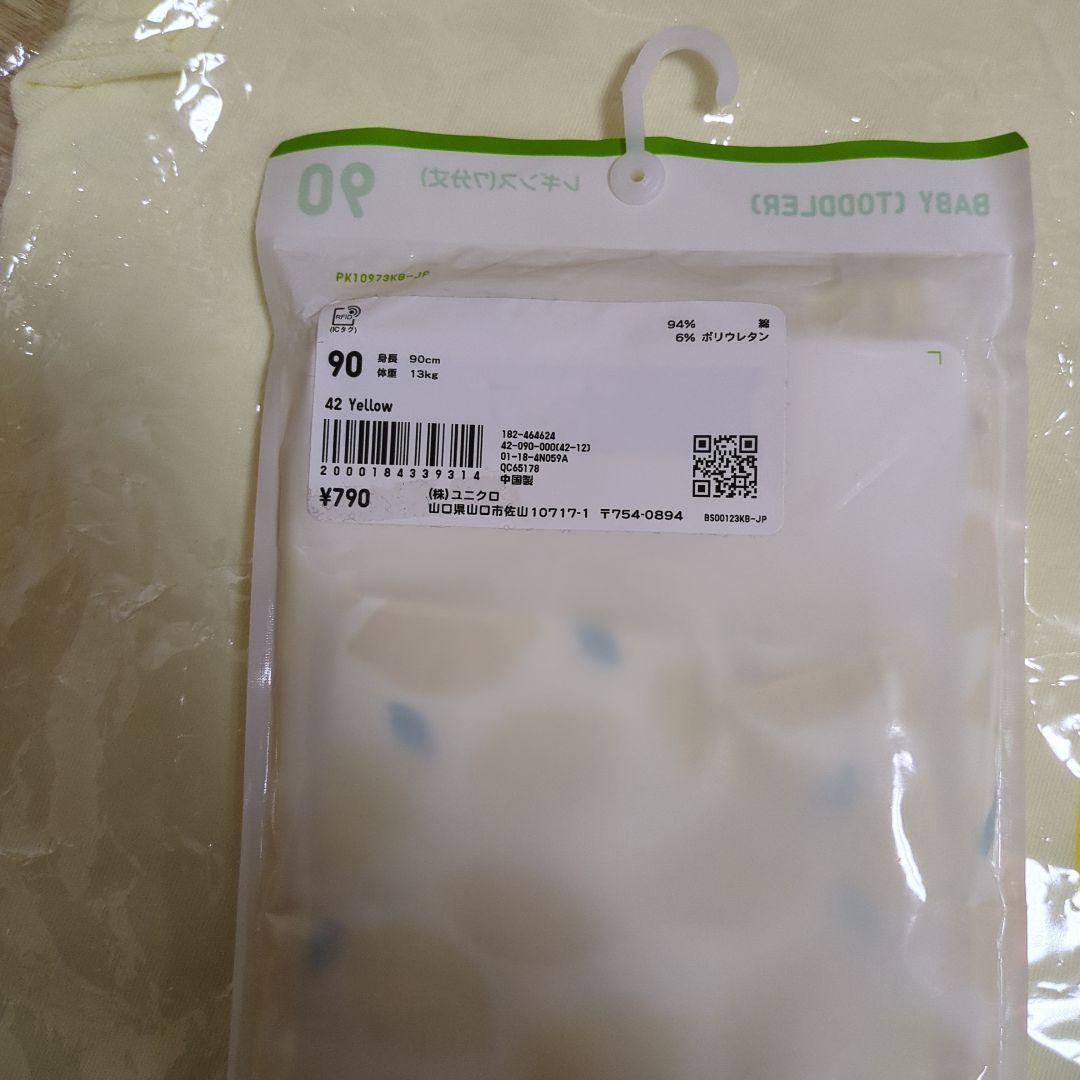 90 レギンス(7分丈) BABY (TODDLER)
PK10973KB-JP
RFID
(ICタグ)
94% 綿
6% ポリウレタン
90 身長 90cm
体重 13kg
42 Yellow
182-464624
42-090-000(42-12)
01-18-4N059A
QC65178
中国製
2000184339314
¥790
(株)ユニクロ
山口県山口市佐山10717-1 〒754-0894
BS00123KB-JP